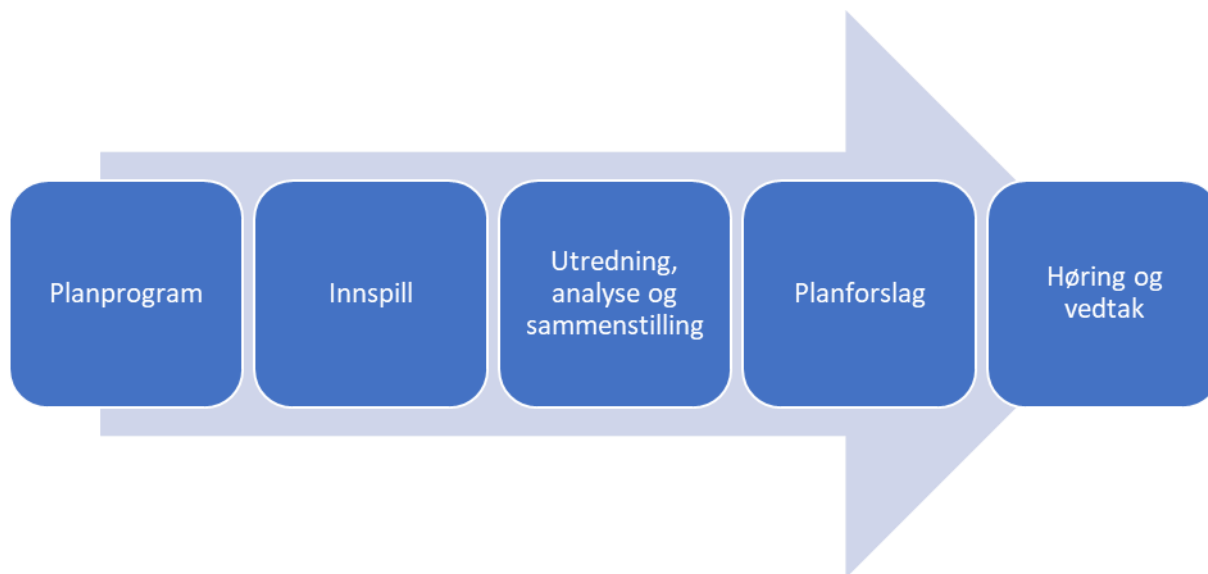 Planprogram
Innspill
Utredning,
analyse og
sammenstilling
Planforslag
Høring og
vedtak